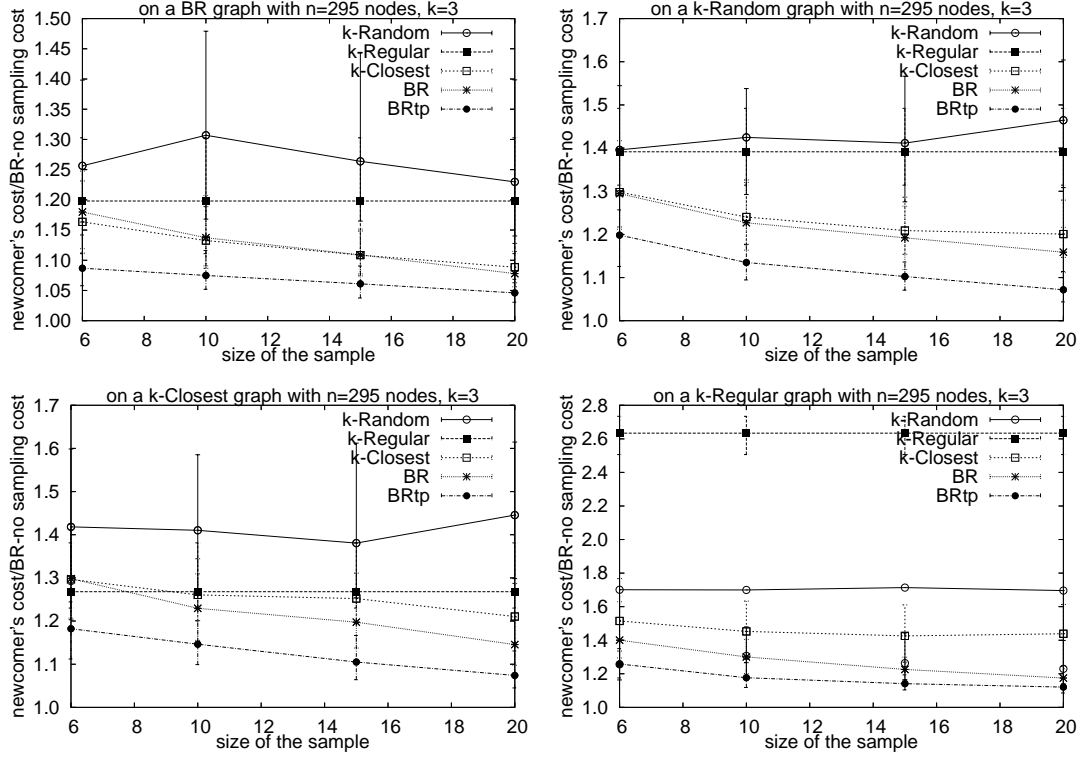 on a BR graph with n=295 nodes, k=3
newcomer's cost/BR-no sampling cost
1.50
1.45
1.40
1.35
1.30
1.25
1.20
1.15
1.10
1.05
1.00
k-Random
k-Regular
k-Closest
BR
BRtp
6 8 10 12 14 16 18 20
size of the sample
on a k-Random graph with n=295 nodes, k=3
newcomer's cost/BR-no sampling cost
1.7
1.6
1.5
1.4
1.3
1.2
1.1
1.0
k-Random
k-Regular
k-Closest
BR
BRtp
6 8 10 12 14 16 18 20
size of the sample
on a k-Closest graph with n=295 nodes, k=3
newcomer's cost/BR-no sampling cost
1.7
1.6
1.5
1.4
1.3
1.2
1.1
1.0
k-Random
k-Regular
k-Closest
BR
BRtp
6 8 10 12 14 16 18 20
size of the sample
on a k-Regular graph with n=295 nodes, k=3
newcomer's cost/BR-no sampling cost
2.8
2.6
2.4
2.2
2.0
1.8
1.6
1.4
1.2
1.0
k-Random
k-Regular
k-Closest
BR
BRtp
6 8 10 12 14 16 18 20
size of the sample